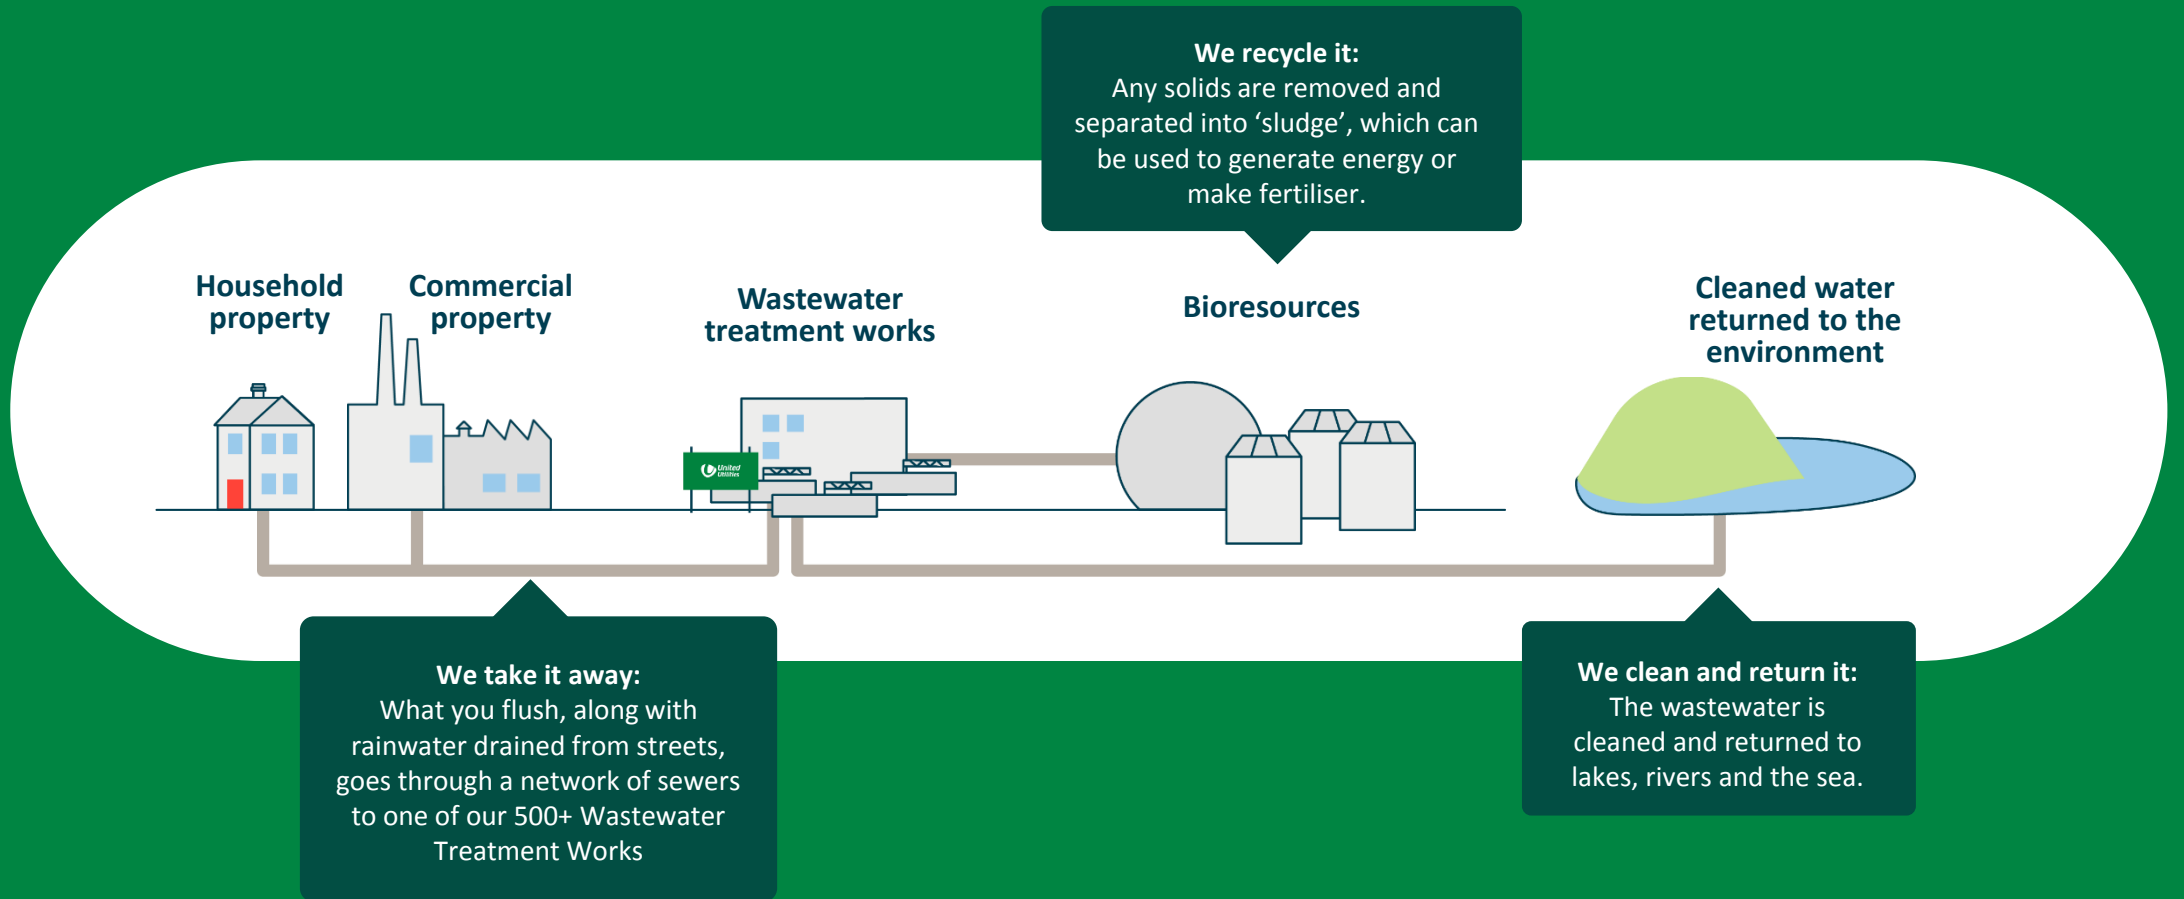 We recycle it:
Any solids are removed and
separated into ‘sludge’, which can
be used to generate energy or
make fertiliser.
Household
property
Commercial
property
Wastewater
treatment works
Bioresources
Cleaned water
returned to the
environment
United
Utilities
We take it away:
What you flush, along with
rainwater drained from streets,
goes through a network of sewers
to one of our 500+ Wastewater
Treatment Works
We clean and return it:
The wastewater is
cleaned and returned to
lakes, rivers and the sea.